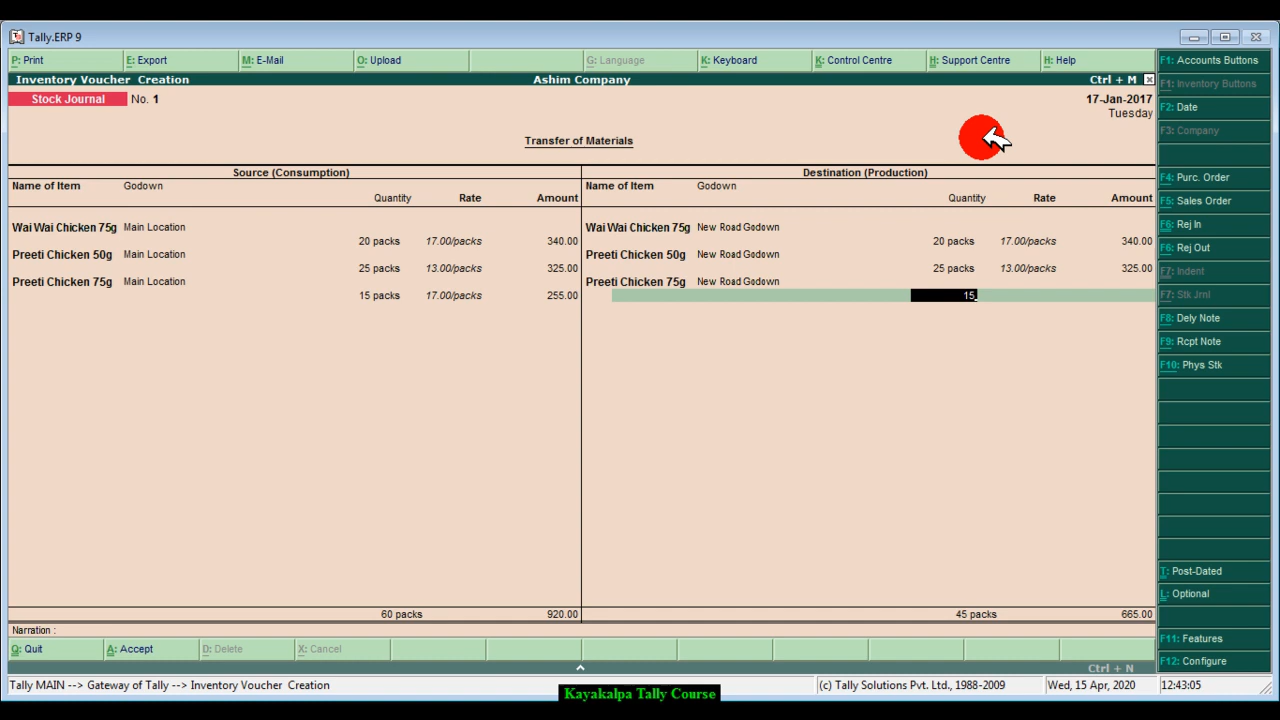 Tally.ERP 9
P: Print E: Export M: E-Mail O: Upload G: Language K: Keyboard K: Control Centre H: Support Centre H: Help
Inventory Voucher Creation Ashim Company Ctrl + M
Stock Journal No. 1 17-Jan-2017
Tuesday
Transfer of Materials
Source (Consumption) Destination (Production)
Name of Item Godown Name of Item Godown
Quantity Rate Amount Quantity Rate Amount
Wai Wai Chicken 75g Main Location Wai Wai Chicken 75g New Road Godown
20 packs 17.00/packs 340.00 20 packs 17.00/packs 340.00
Preeti Chicken 50g Main Location Preeti Chicken 50g New Road Godown
25 packs 13.00/packs 325.00 25 packs 13.00/packs 325.00
Preeti Chicken 75g Main Location Preeti Chicken 75g New Road Godown
15 packs 17.00/packs 255.00 15
60 packs 920.00 45 packs 665.00
Narration :
Q: Quit A: Accept D: Delete X: Cancel
Ctrl + N
Tally MAIN --> Gateway of Tally --> Inventory Voucher Creation (c) Tally Solutions Pvt. Ltd., 1988-2009 Wed, 15 Apr, 2020 12:43:05
Kayakalpa Tally Course
F1: Accounts Buttons
F1: Inventory Buttons
F2: Date
F3: Company
F4: Purc. Order
F5: Sales Order
F6: Rej In
F6: Rej Out
F7: Indent
F7: Stk Jrnl
F8: Dely Note
F9: Rcpt Note
F10: Phys Stk
T: Post-Dated
L: Optional
F11: Features
F12: Configure